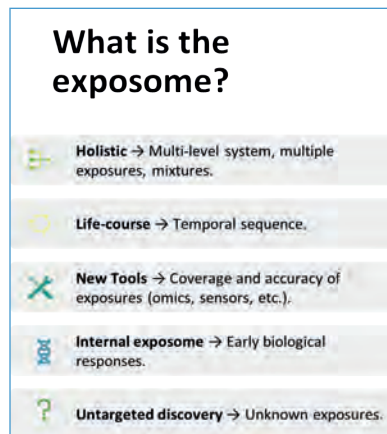 What is the
exposome?
Holistic → Multi-level system, multiple
exposures, mixtures.
Life-course → Temporal sequence.
New Tools → Coverage and accuracy of
exposures (omics, sensors, etc.).
Internal exposome → Early biological
responses.
Untargeted discovery → Unknown exposures.